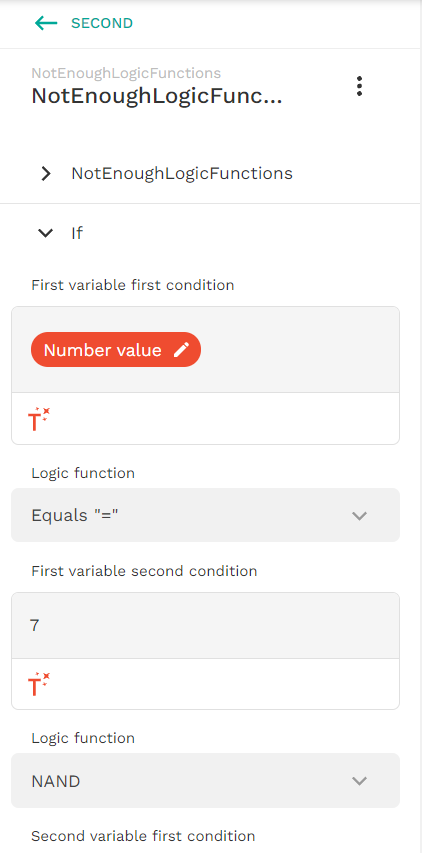 SECOND
NotEnoughLogicFunctions
NotEnoughLogicFunc...
NotEnoughLogicFunctions
If
First variable first condition
Number value
T
Logic function
Equals "="
First variable second condition
7
T
Logic function
NAND
Second variable first condition